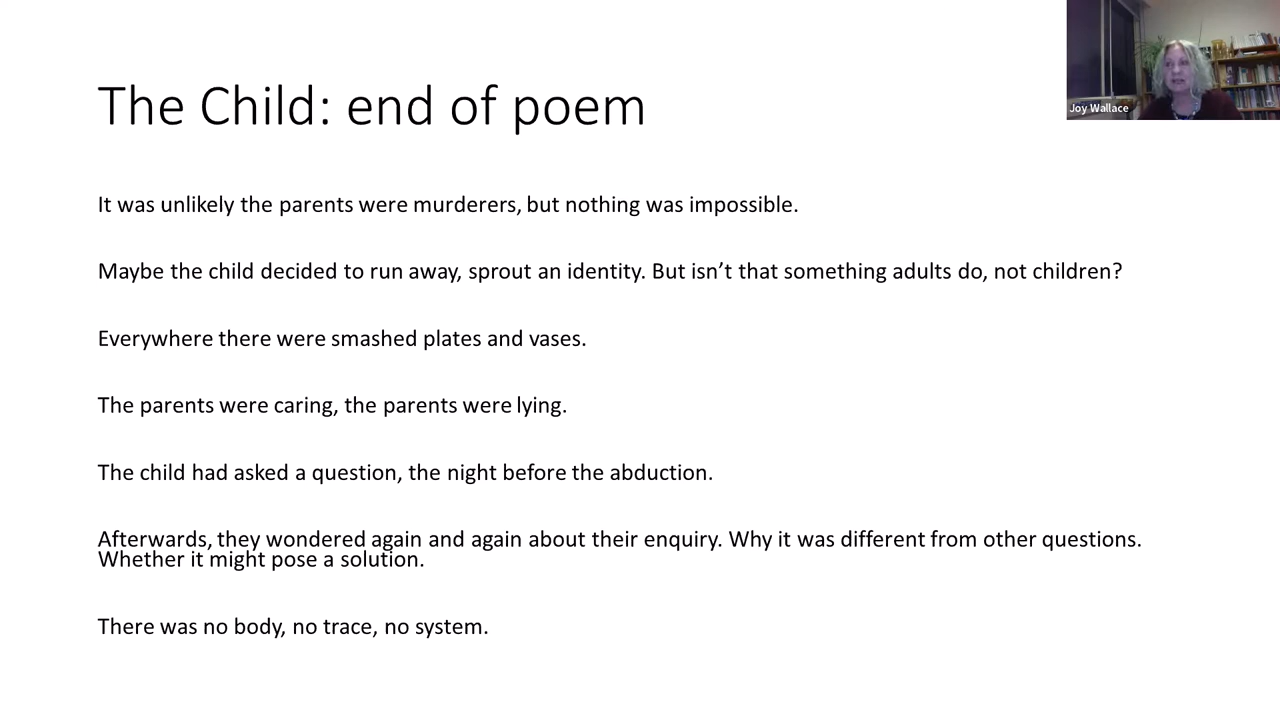 The Child: end of poem
Joy Wallace
It was unlikely the parents were murderers, but nothing was impossible.
Maybe the child decided to run away, sprout an identity. But isn’t that something adults do, not children?
Everywhere there were smashed plates and vases.
The parents were caring, the parents were lying.
The child had asked a question, the night before the abduction.
Afterwards, they wondered again and again about their enquiry. Why it was different from other questions.
Whether it might pose a solution.
There was no body, no trace, no system.